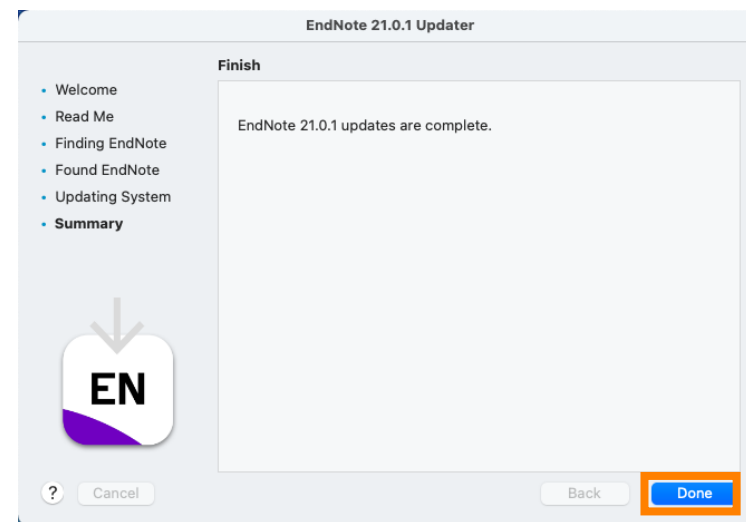 EndNote 21.0.1 Updater
Finish
• Welcome
• Read Me
• Finding EndNote
• Found EndNote
• Updating System
• Summary
EndNote 21.0.1 updates are complete.
EN
? Cancel
Back
Done